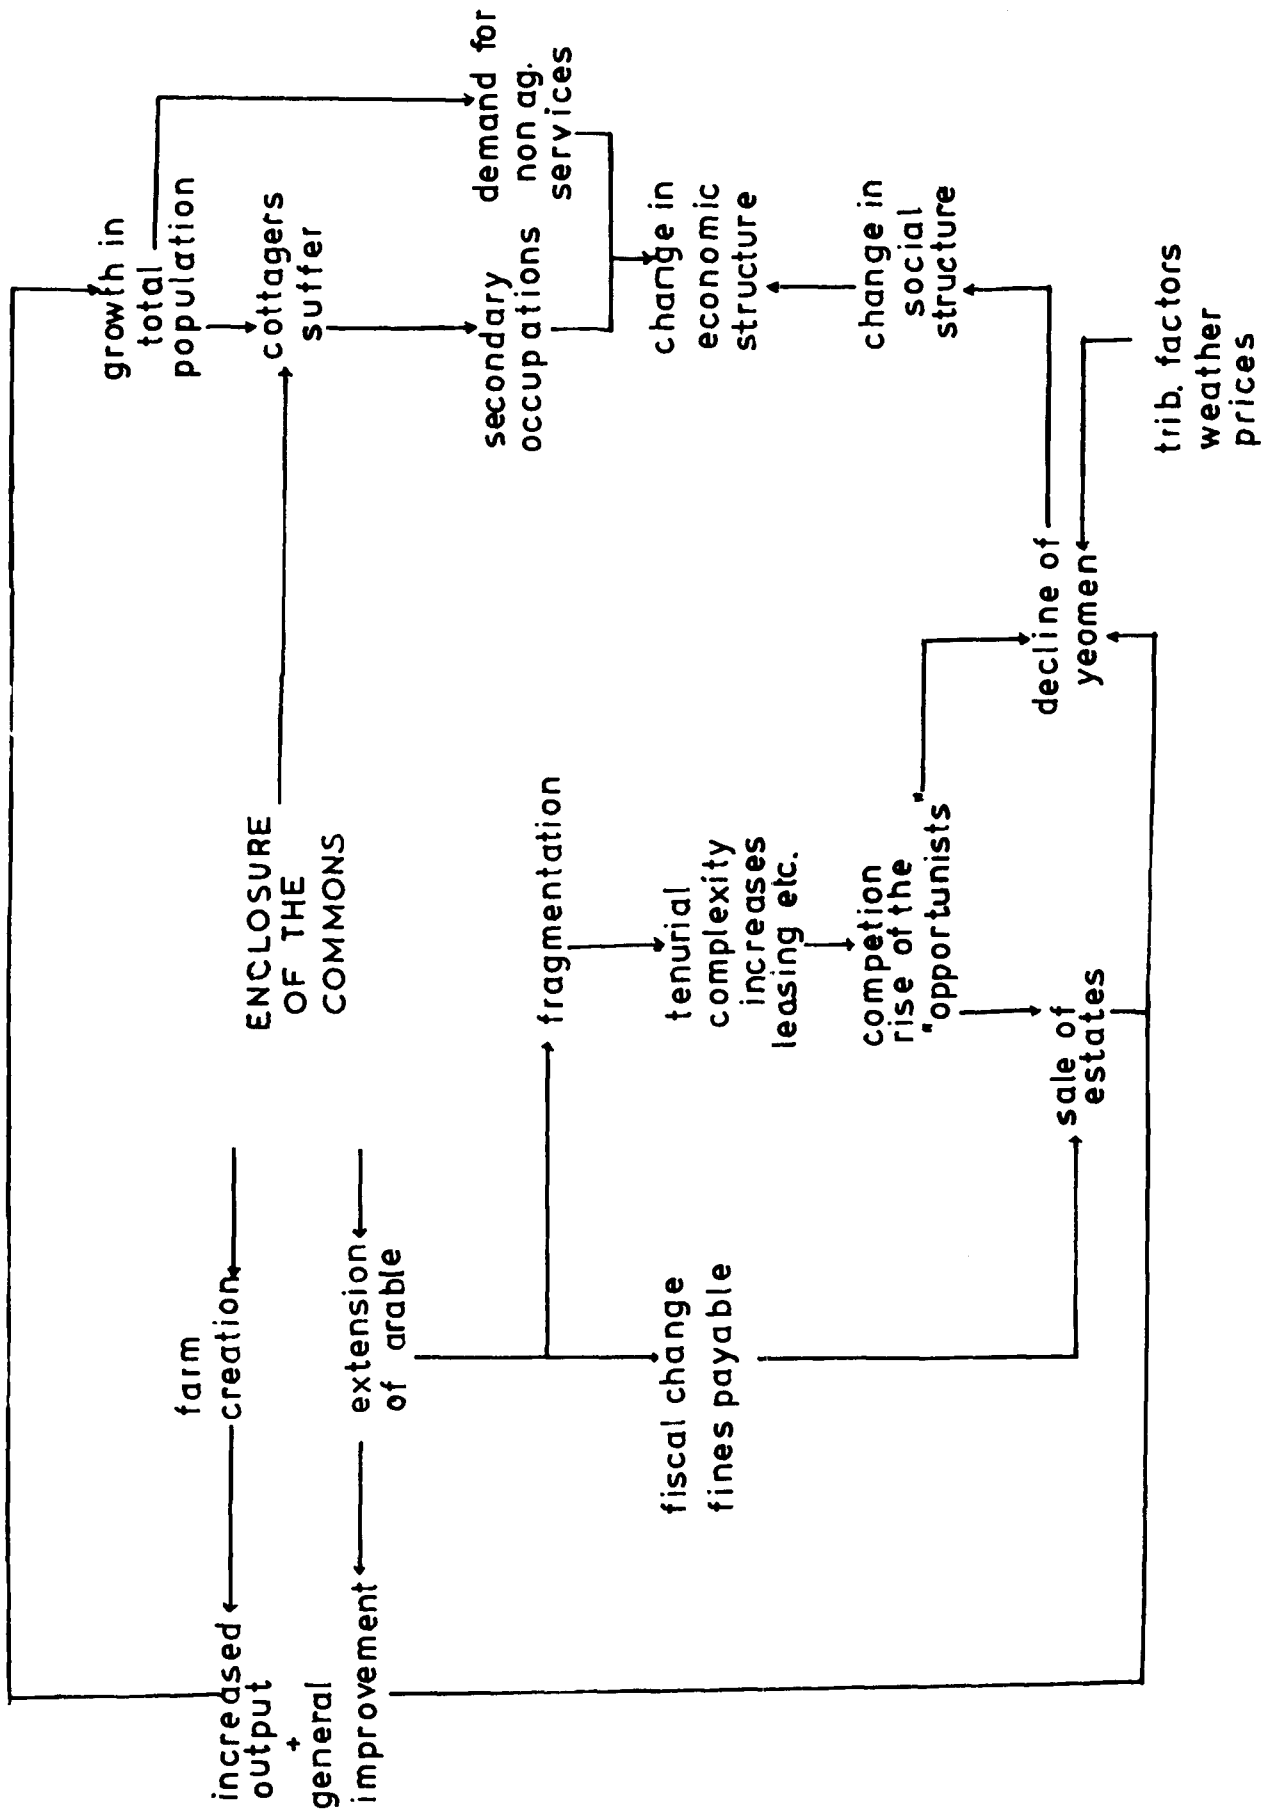 growth in
total
population
cottagers
suffer
demand for
non ag.
services
secondary
occupations
change in
economic
structure
change in
social
structure
trib. factors
weather
prices
ENCLOSURE
OF THE
COMMONS
farm
creation
extension
of arable
increased
output
+
general
improvement
fragmentation
tenurial
complexity
increases
leasing etc.
competion
rise of the
"opportunists"
fiscal change
fines payable
sale of
estates
decline of
yeomen